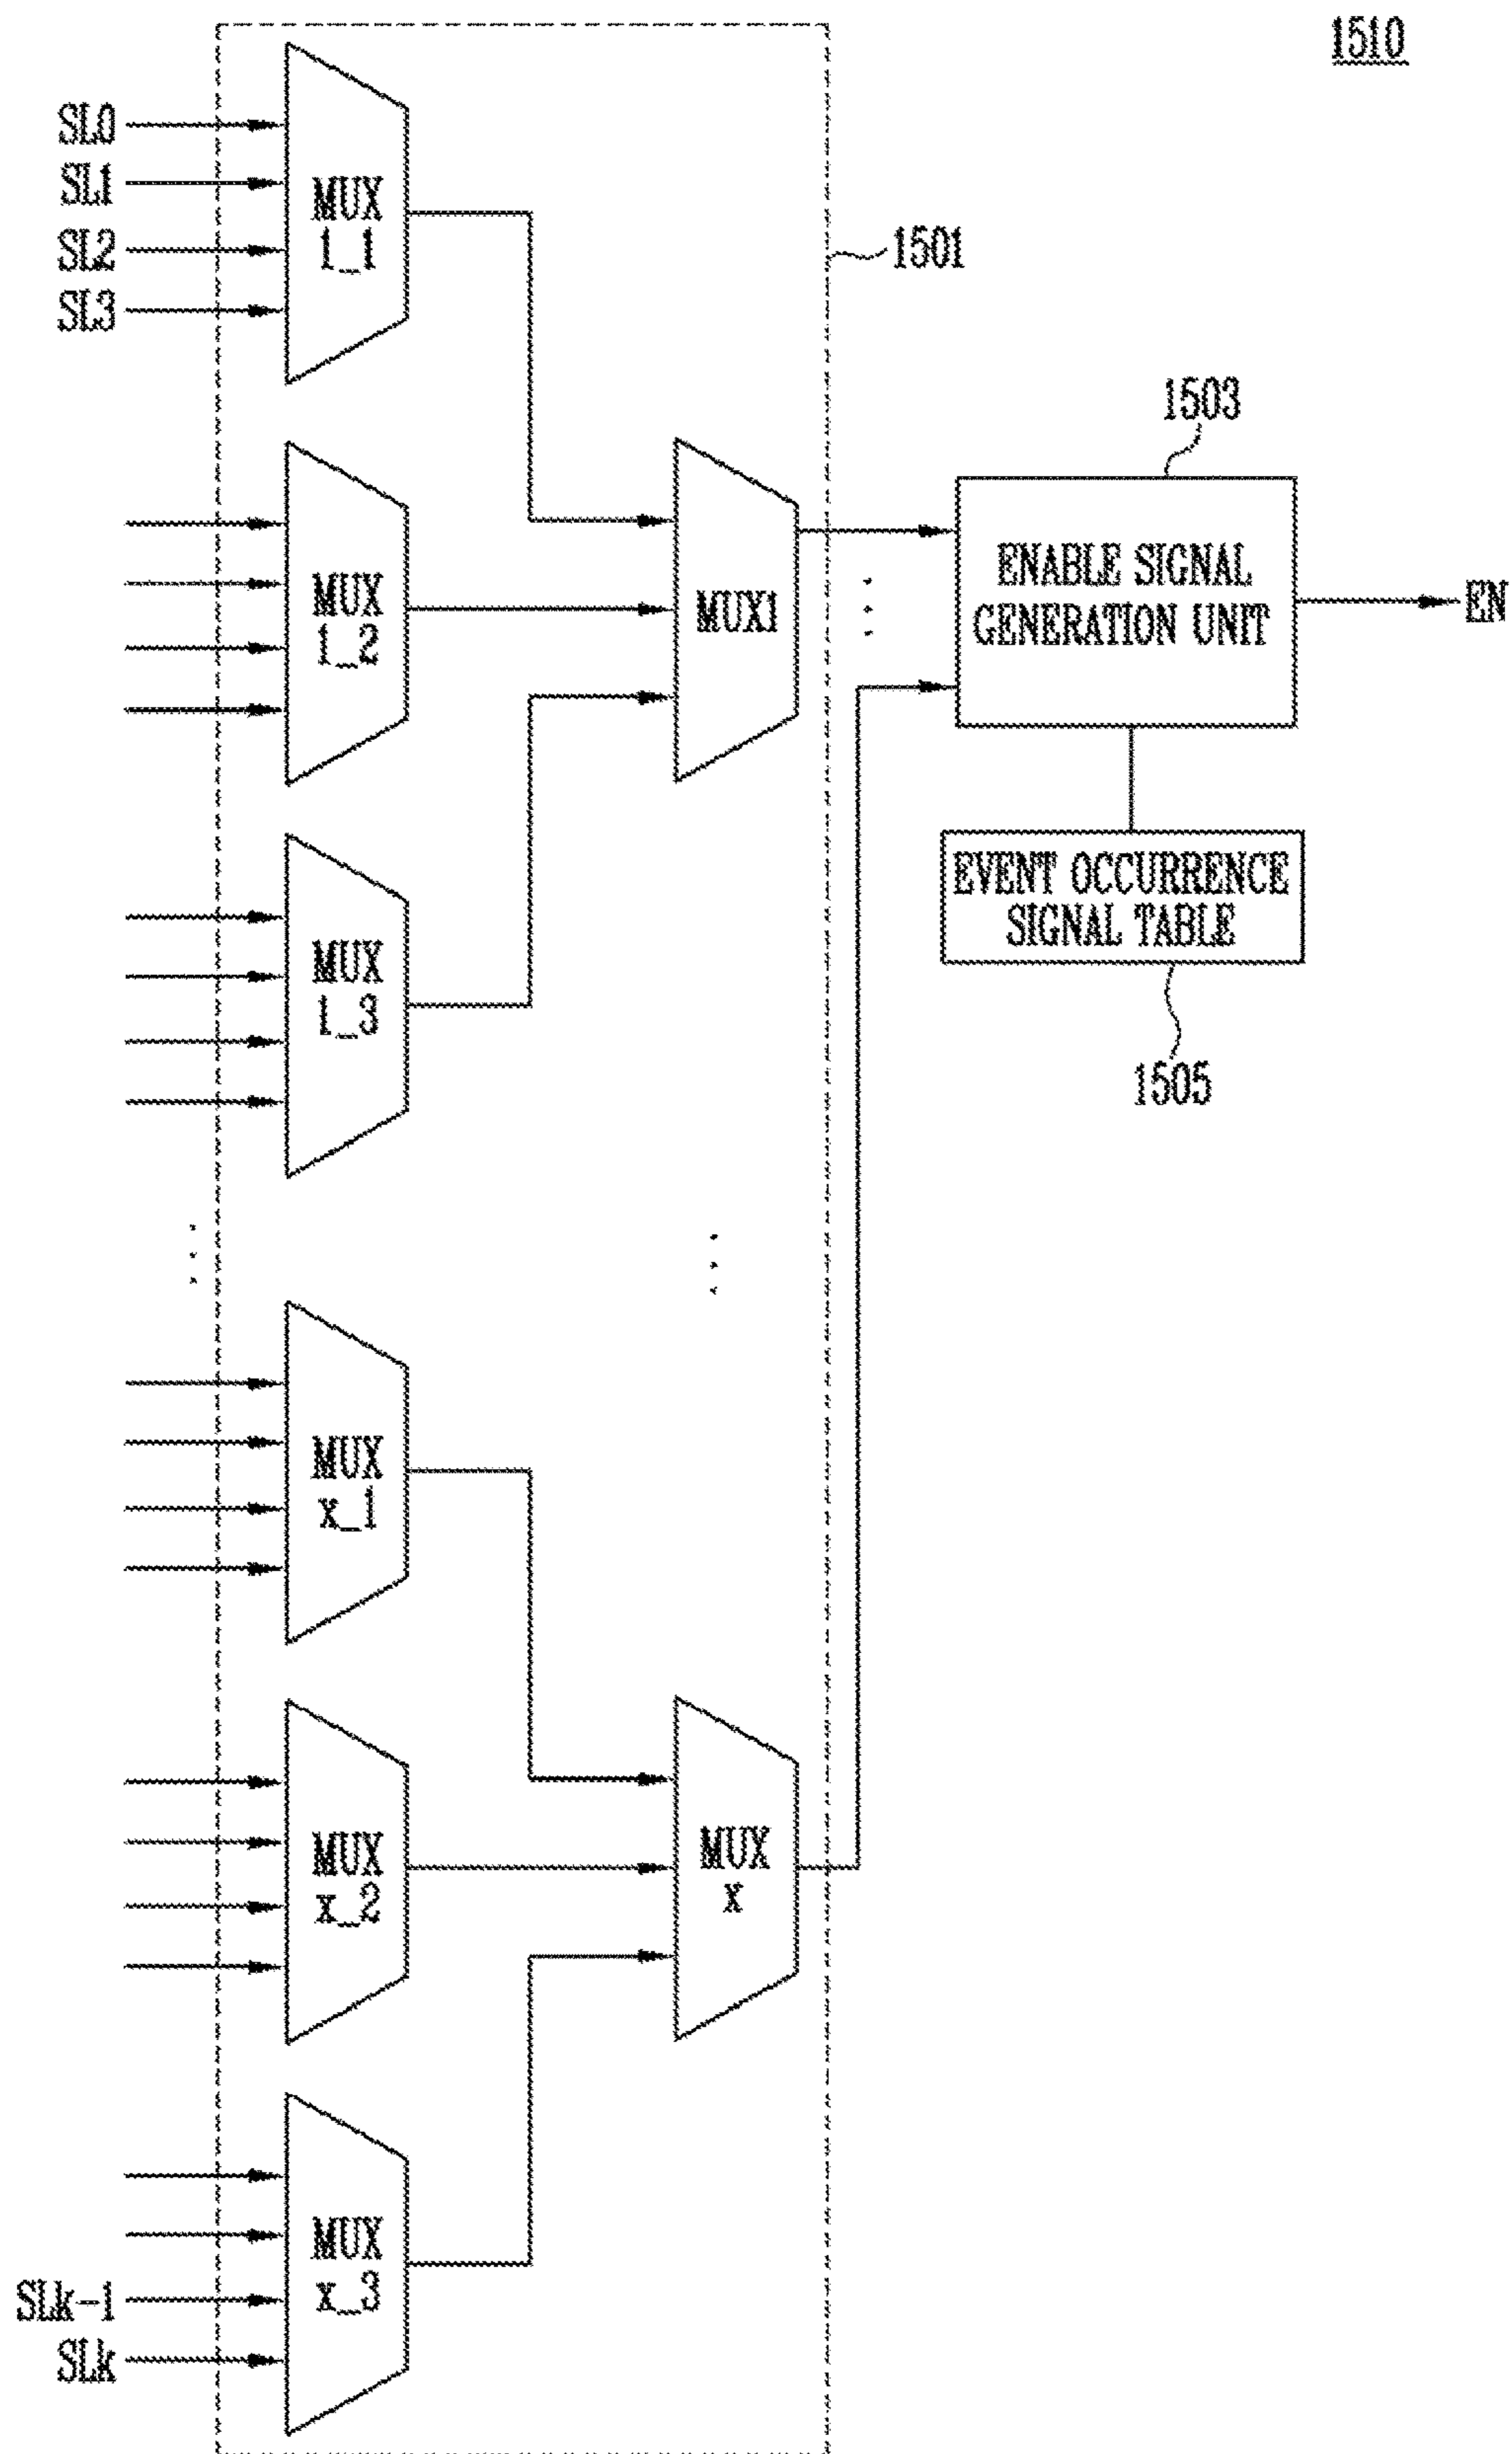 1510
SL0
SL1
SL2
SL3
MUX
1_1
1501
MUX
1_2
MUX1
1503
ENABLE SIGNAL
GENERATION UNIT
EN
EVENT OCCURRENCE
SIGNAL TABLE
1505
MUX
1_3
MUX
x_1
MUX
x_2
MUX
x
MUX
x_3
SLk-1
SLk